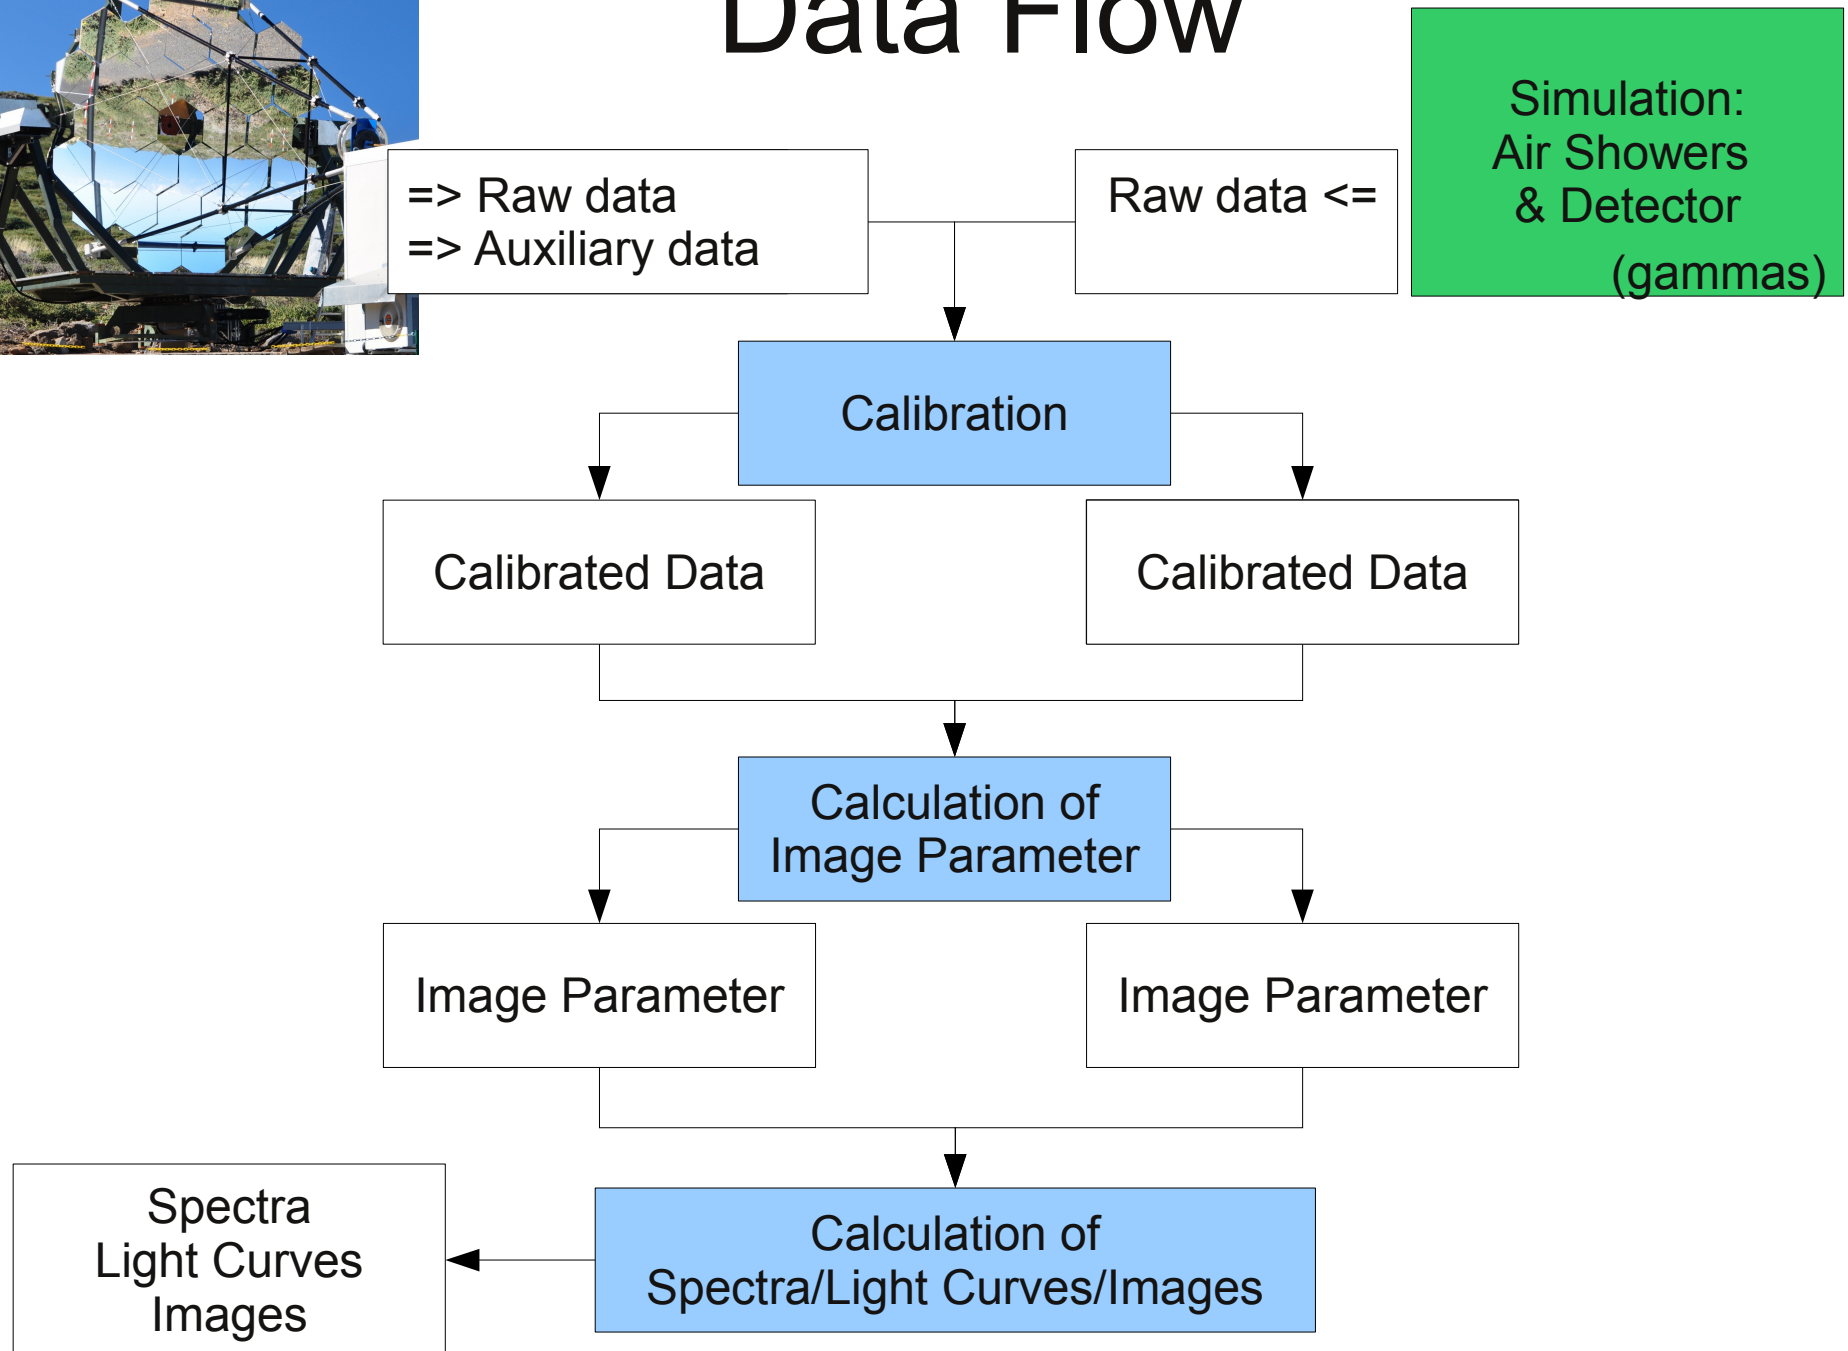 Data Flow
Simulation:
Air Showers
& Detector
(gammas)
=> Raw data
=> Auxiliary data
Raw data <=
Calibration
Calibrated Data
Calibrated Data
Calculation of
Image Parameter
Image Parameter
Image Parameter
Spectra
Light Curves
Images
Calculation of
Spectra/Light Curves/Images